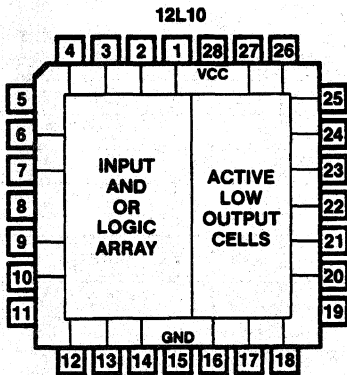 12L10
4 3 2 1 28 27 26
VCC
5 25
6 24
7 23
8 22
9 21
10 20
11 19
INPUT
AND
OR
LOGIC
ARRAY
ACTIVE
LOW
OUTPUT
CELLS
GND
12 13 14 15 16 17 18